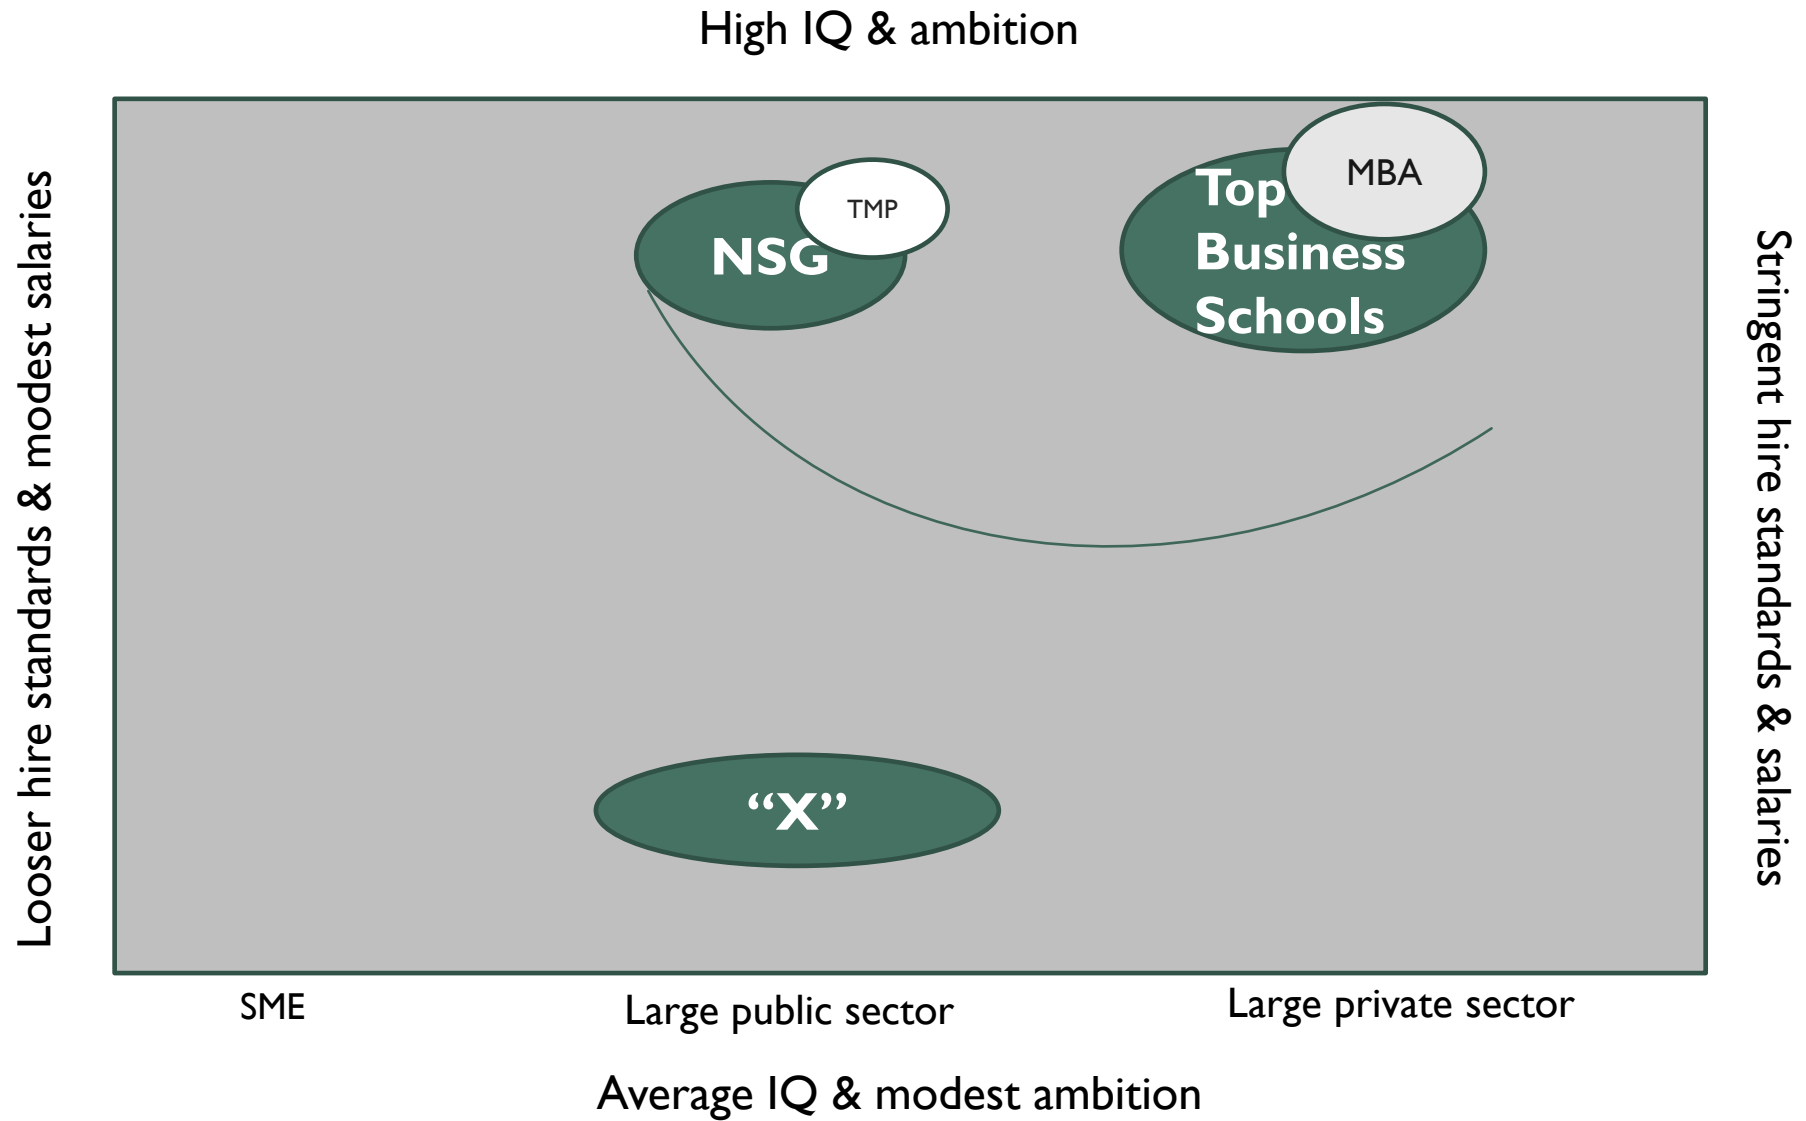 High IQ & ambition
Looser hire standards & modest salaries
Stringent hire standards & salaries
NSG
TMP
Top
Business
Schools
MBA
“X”
SME
Large public sector
Large private sector
Average IQ & modest ambition